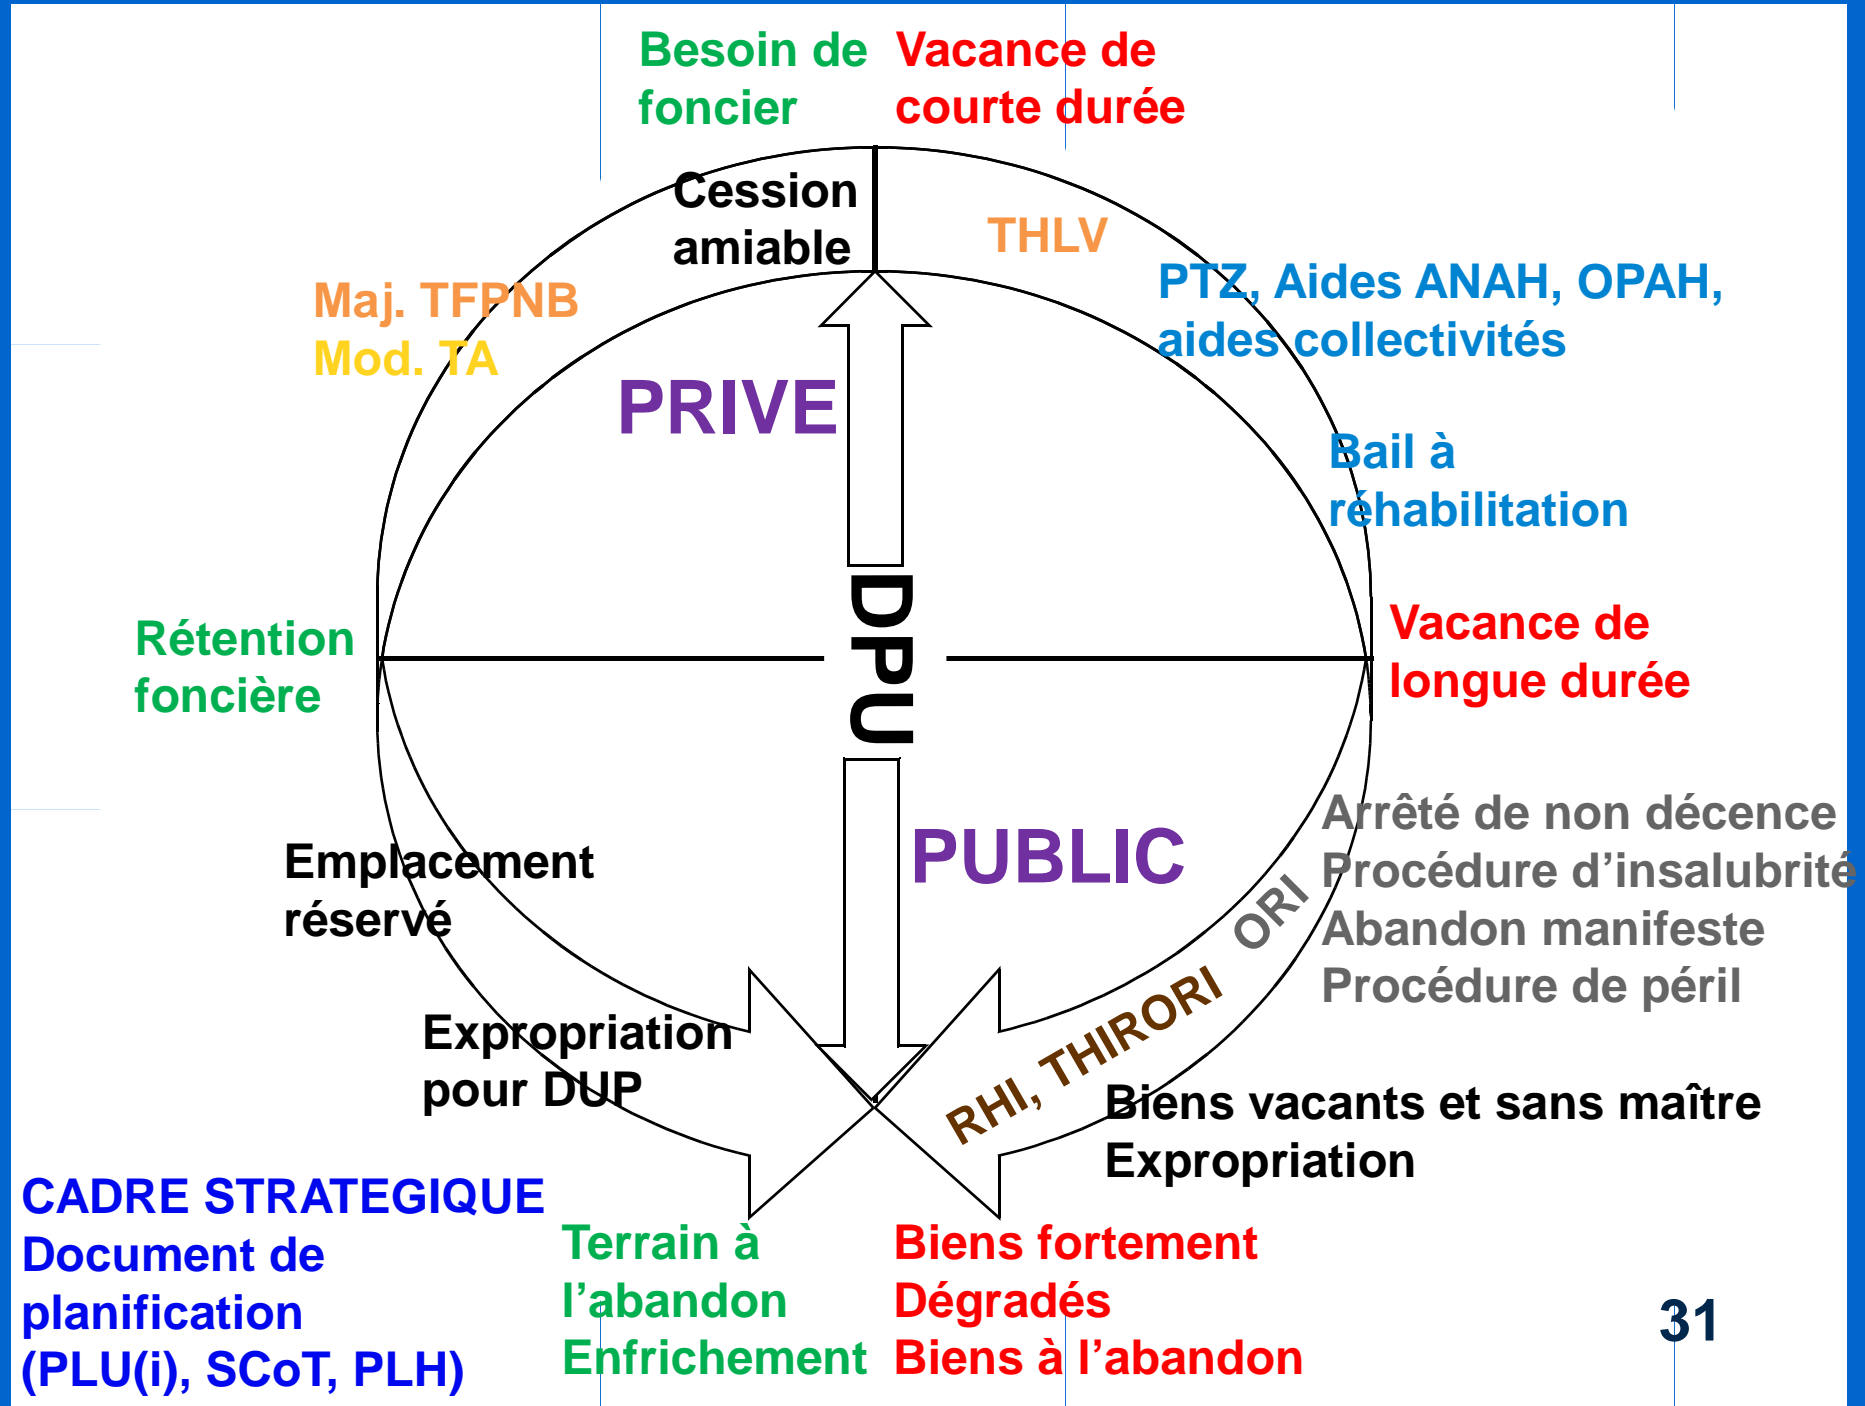 Besoin de
foncier
Vacance de
courte durée
Cession
amiable
THLV
Maj. TFPNB
Mod. TA
PTZ, Aides ANAH, OPAH,
aides collectivités
PRIVE
Bail à
réhabilitation
DPU
Rétention
foncière
Vacance de
longue durée
PUBLIC
Arrêté de non décence
Procédure d’insalubrité
Abandon manifeste
Procédure de péril
Emplacement
réservé
ORI
RHI, THIRORI
Expropriation
pour DUP
Biens vacants et sans maître
Expropriation
CADRE STRATEGIQUE
Document de
planification
(PLU(i), SCoT, PLH)
Terrain à
l’abandon
Enfrichement
Biens fortement
Dégradés
Biens à l’abandon
31